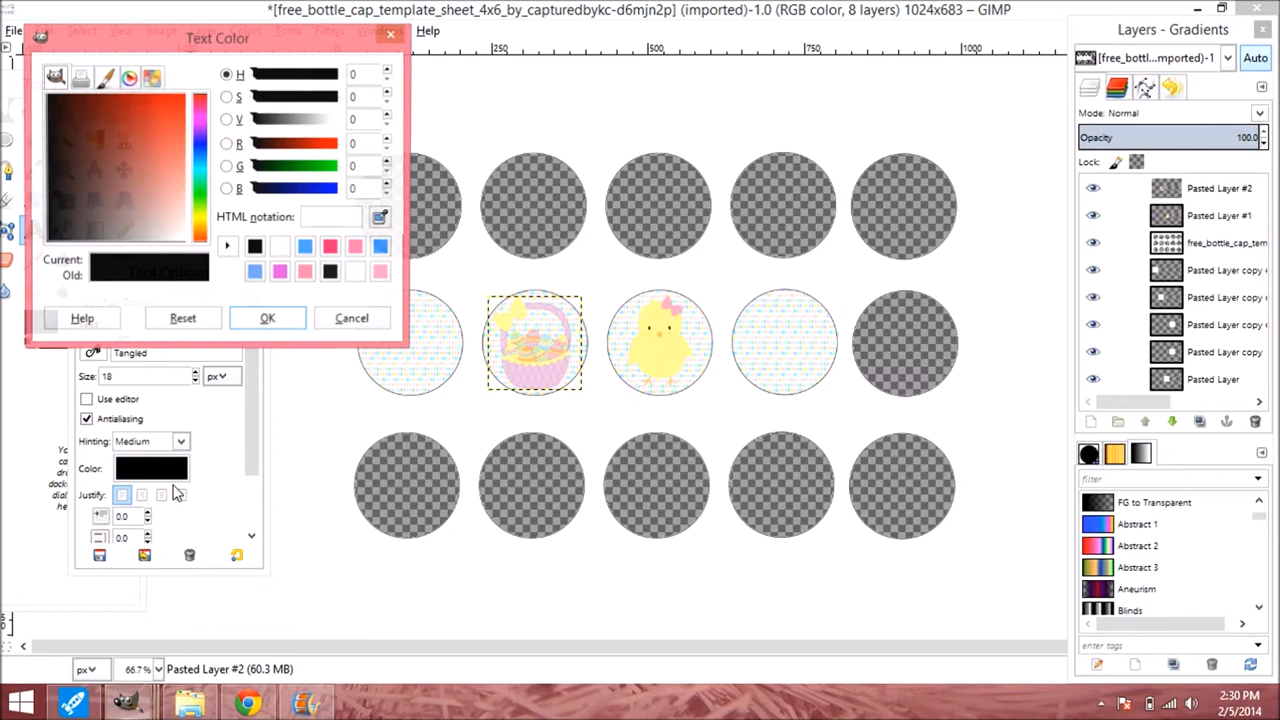 *[free_bottle_cap_template_sheet_4x6_by_capturedbykc-d6mjn2p] (imported)-1.0 (RGB color, 8 layers) 1024x683 – GIMP
File Help
Text Color
250 500 750 1000
H 0
S 0
V 0
R 0
G 0
B 0
HTML notation:
Current:
Old:
Help Reset OK Cancel
Tangled
Size: 18 px
Use editor
Antialiasing
Hinting: Medium
Color:
Justify:
0.0
0.0
Layers - Gradients
[free_bottl...mported)-1 Auto
Mode: Normal
Opacity 100.0
Lock:
Pasted Layer #2
Pasted Layer #1
free_bottle_cap_tem
Pasted Layer copy
Pasted Layer copy
Pasted Layer copy
Pasted Layer copy
Pasted Layer
filter
FG to Transparent
Abstract 1
Abstract 2
Abstract 3
Aneurism
Blinds
enter tags
px 66.7% Pasted Layer #2 (60.3 MB)
2:30 PM
2/5/2014